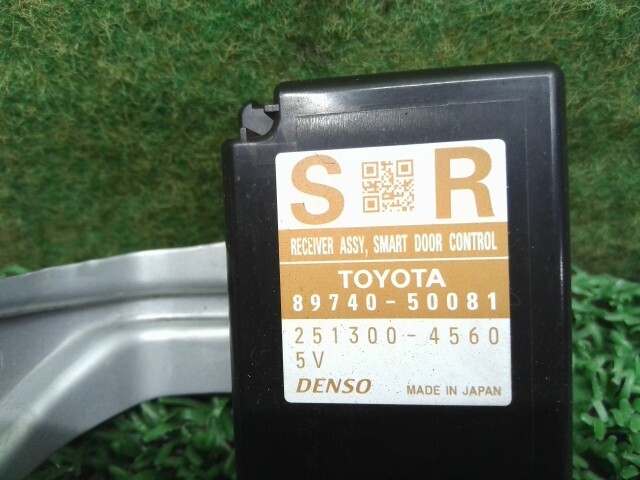 S R
RECEIVER ASSY, SMART DOOR CONTROL
TOYOTA
89740-50081
251300-4560
5V
DENSO MADE IN JAPAN